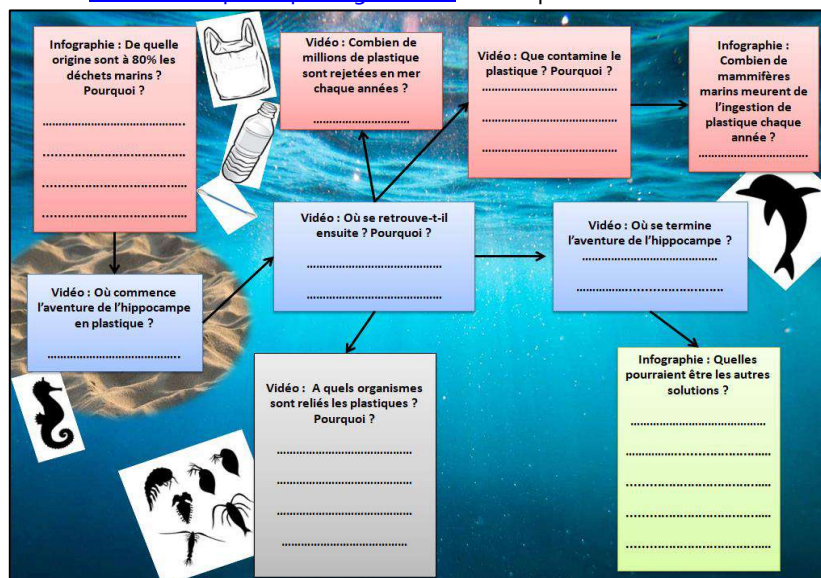 Infographie : De quelle
origine sont à 80% les
déchets marins ?
Pourquoi ?
…………………………………..
…………………………………..
…………………………………..
…………………………………..
Vidéo : Combien de
millions de plastique
sont rejetées en mer
chaque années ?
………………………
Vidéo : Que contamine le
plastique ? Pourquoi ?
…………………………………
…………………………………
…………………………………
Infographie :
Combien de
mammifères
marins meurent de
l’ingestion de
plastique chaque
année ?
……………………………
Vidéo : Où commence
l’aventure de l’hippocampe
en plastique ?
………………………………..
Vidéo : Où se retrouve-t-il
ensuite ? Pourquoi ?
…………………………………
…………………………………
Vidéo : Où se termine
l’aventure de l’hippocampe ?
…………………………………
…………………………………..
Vidéo : A quels organismes
sont reliés les plastiques ?
Pourquoi ?
…………………………………
…………………………………
…………………………………
………………………………
Infographie : Quelles
pourraient être les autres
solutions ?
…………………………………
…………………………………..
…………………………………..
…………………………………..
…………………………………..